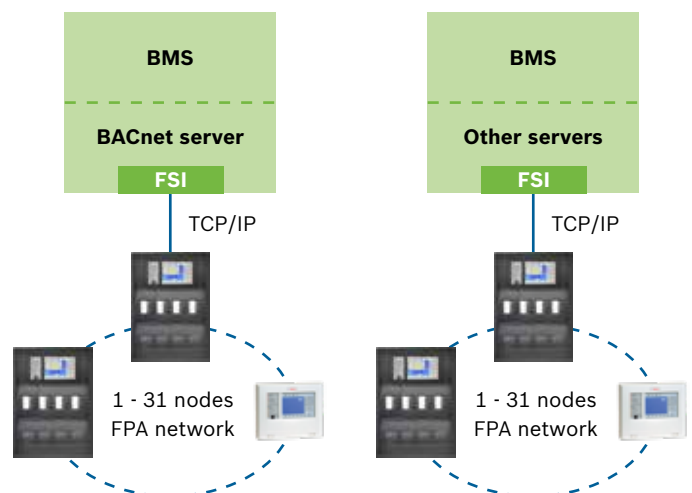 BMS
BACnet server
FSI
TCP/IP
1 - 31 nodes
FPA network
BMS
Other servers
FSI
TCP/IP
1 - 31 nodes
FPA network